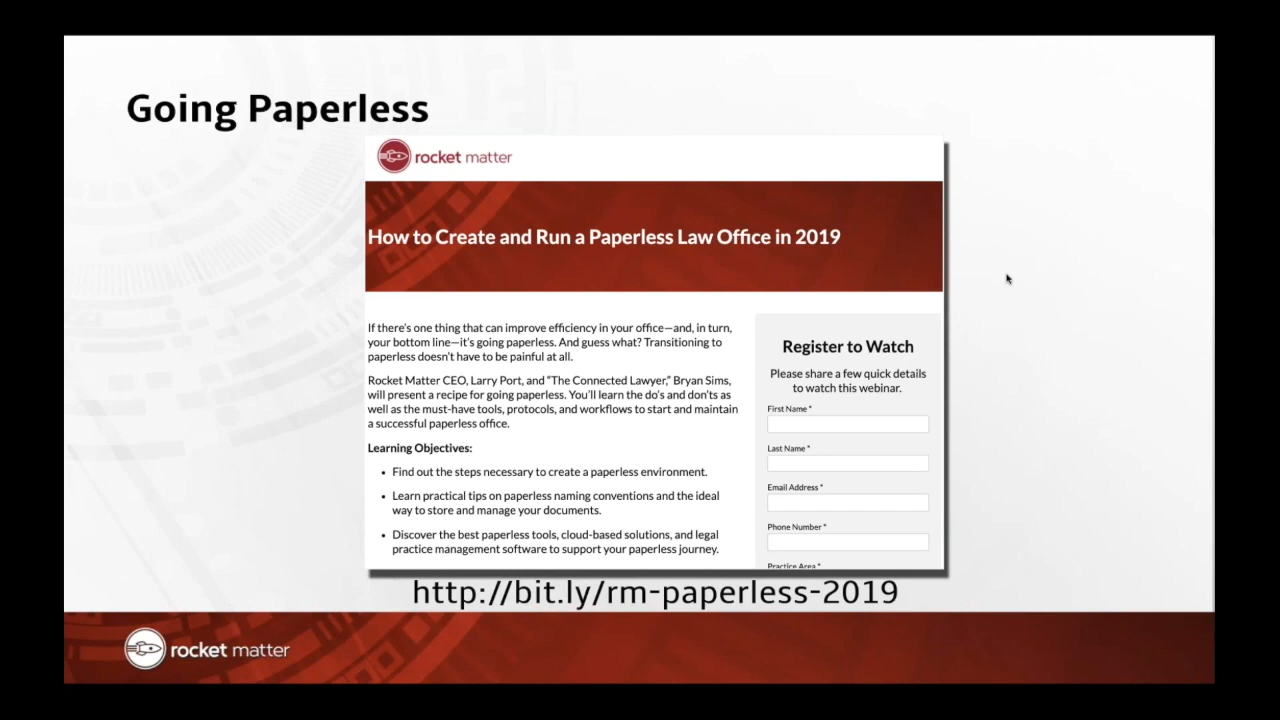 Going Paperless
rocket matter
How to Create and Run a Paperless Law Office in 2019
If there's one thing that can improve efficiency in your office—and, in turn,
your bottom line—it's going paperless. And guess what? Transitioning to
paperless doesn't have to be painful at all.
Rocket Matter CEO, Larry Port, and "The Connected Lawyer," Bryan Sims,
will present a recipe for going paperless. You'll learn the do's and don'ts as
well as the must-have tools, protocols, and workflows to start and maintain
a successful paperless office.
Learning Objectives:
• Find out the steps necessary to create a paperless environment.
• Learn practical tips on paperless naming conventions and the ideal
way to store and manage your documents.
• Discover the best paperless tools, cloud-based solutions, and legal
practice management software to support your paperless journey.
Register to Watch
Please share a few quick details
to watch this webinar.
First Name *
Last Name *
Email Address *
Phone Number *
Practice Area *
http://bit.ly/rm-paperless-2019
rocket matter